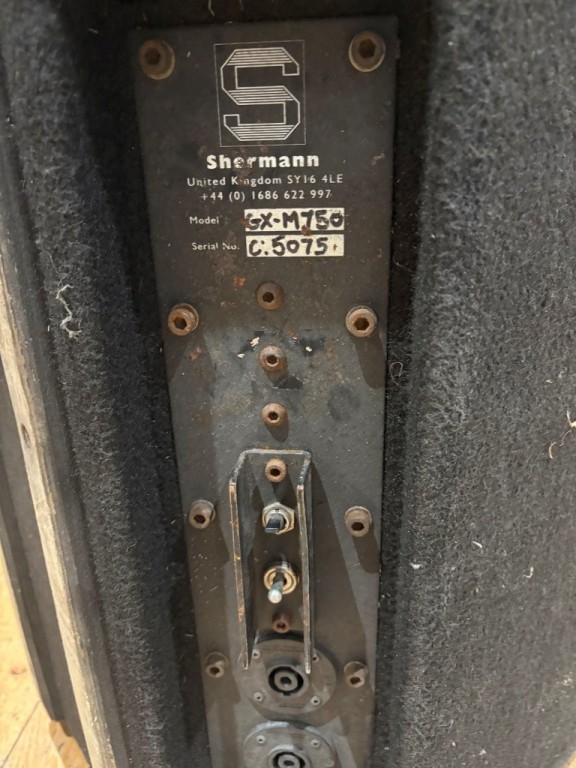 S
Shermann
United Kingdom SY16 4LE
+44 (0) 1686 622 997
Model : GX-M750
Serial No. C:5075